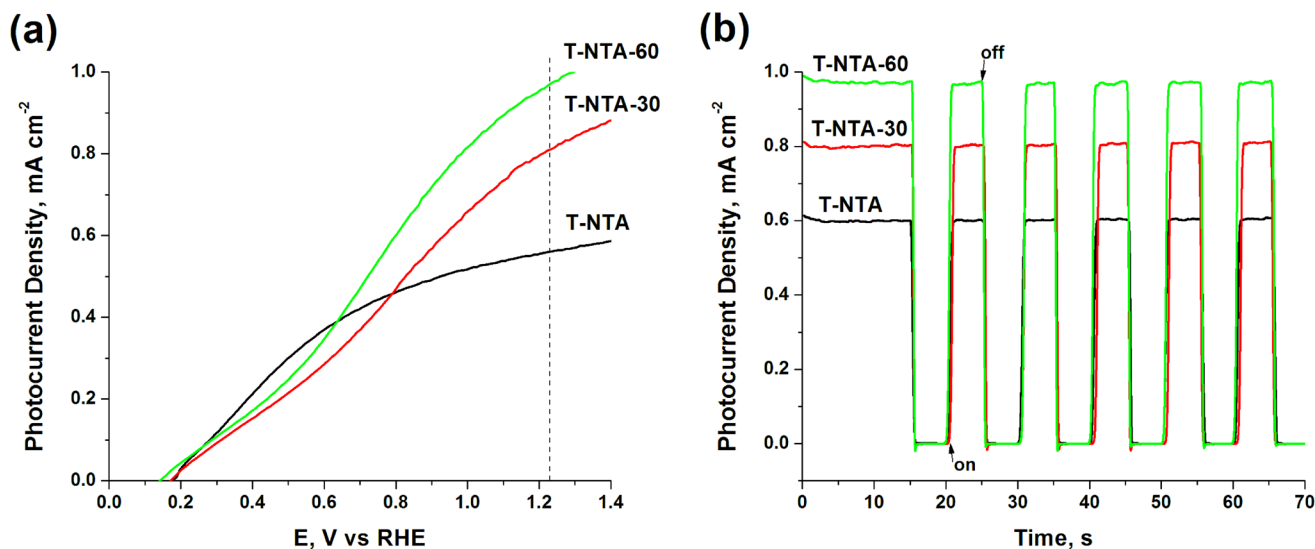 (a)
T-NTA-60
T-NTA-30
T-NTA
Photocurrent Density, mA cm-2
1.0
0.8
0.6
0.4
0.2
0.0
0.0 0.2 0.4 0.6 0.8 1.0 1.2 1.4
E, V vs RHE
(b)
off
T-NTA-60
T-NTA-30
T-NTA
on
Photocurrent Density, mA cm-2
1.0
0.8
0.6
0.4
0.2
0.0
0 10 20 30 40 50 60 70
Time, s